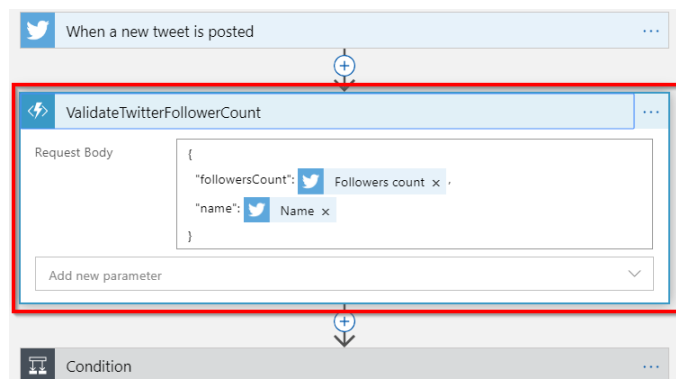 When a new tweet is posted
ValidateTwitterFollowerCount
Request Body
{
"followersCount": Followers count × ,
"name": Name ×
}
Add new parameter
Condition